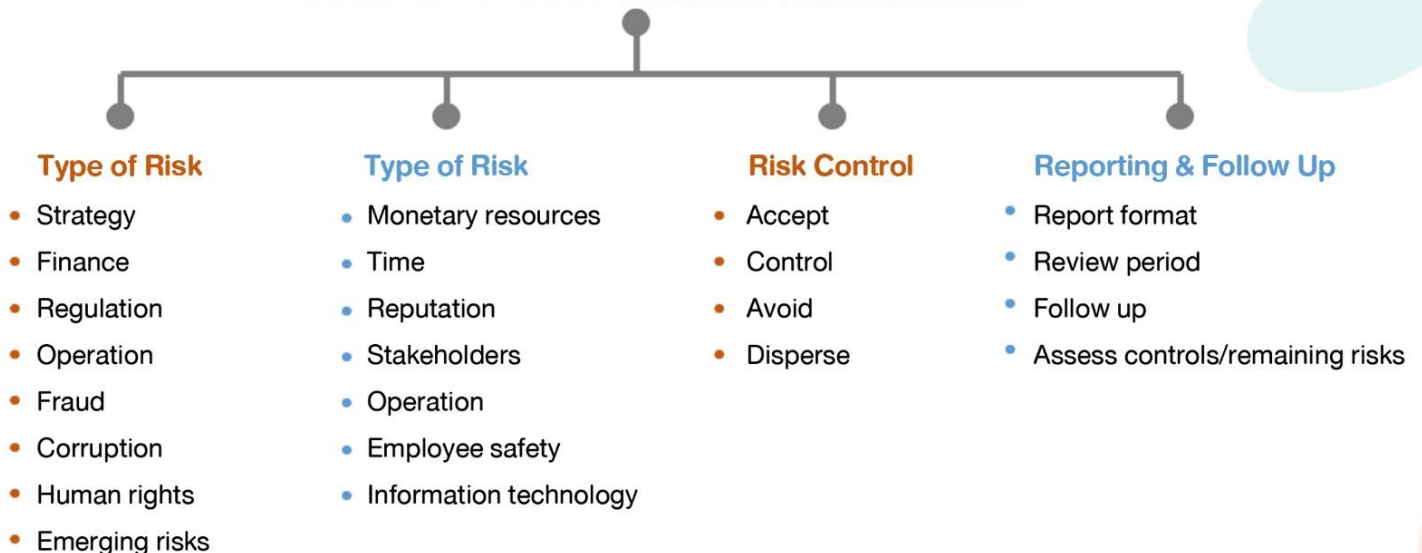 Type of Risk
Strategy
Finance
Regulation
Operation
Fraud
Corruption
Human rights
Emerging risks
Type of Risk
Monetary resources
Time
Reputation
Stakeholders
Operation
Employee safety
Information technology
Risk Control
Accept
Control
Avoid
Disperse
Reporting & Follow Up
Report format
Review period
Follow up
Assess controls/remaining risks